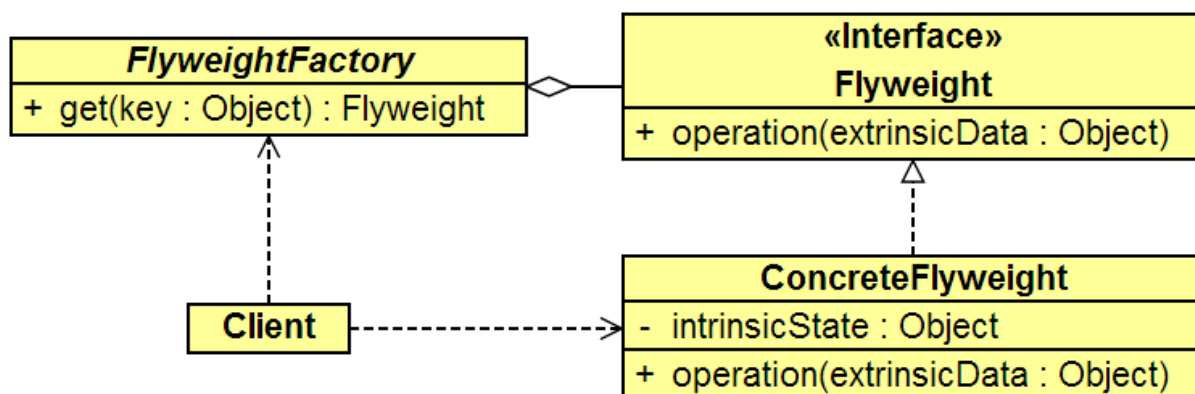 FlyweightFactory
+ get(key : Object) : Flyweight
«Interface»
Flyweight
+ operation(extrinsicData : Object)
Client
ConcreteFlyweight
- intrinsicState : Object
+ operation(extrinsicData : Object)